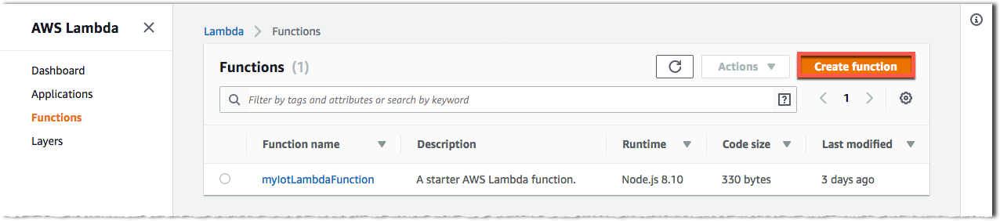 AWS Lambda
Dashboard
Applications
Functions
Layers
Lambda > Functions
Functions (1)
Actions
Create function
Filter by tags and attributes or search by keyword
?
1
Function name Description Runtime Code size Last modified
myIotLambdaFunction A starter AWS Lambda function. Node.js 8.10 330 bytes 3 days ago